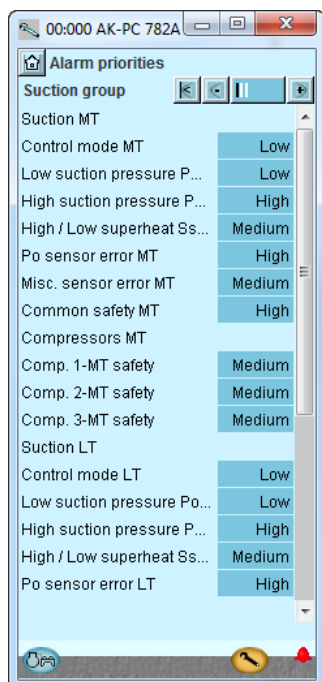 00:000 AK-PC 782A
Alarm priorities
Suction group
Suction MT
Control mode MT Low
Low suction pressure P... Low
High suction pressure P... High
High / Low superheat Ss... Medium
Po sensor error MT High
Misc. sensor error MT Medium
Common safety MT High
Compressors MT
Comp. 1-MT safety Medium
Comp. 2-MT safety Medium
Comp. 3-MT safety Medium
Suction LT
Control mode LT Low
Low suction pressure Po... Low
High suction pressure P... High
High / Low superheat Ss... Medium
Po sensor error LT High